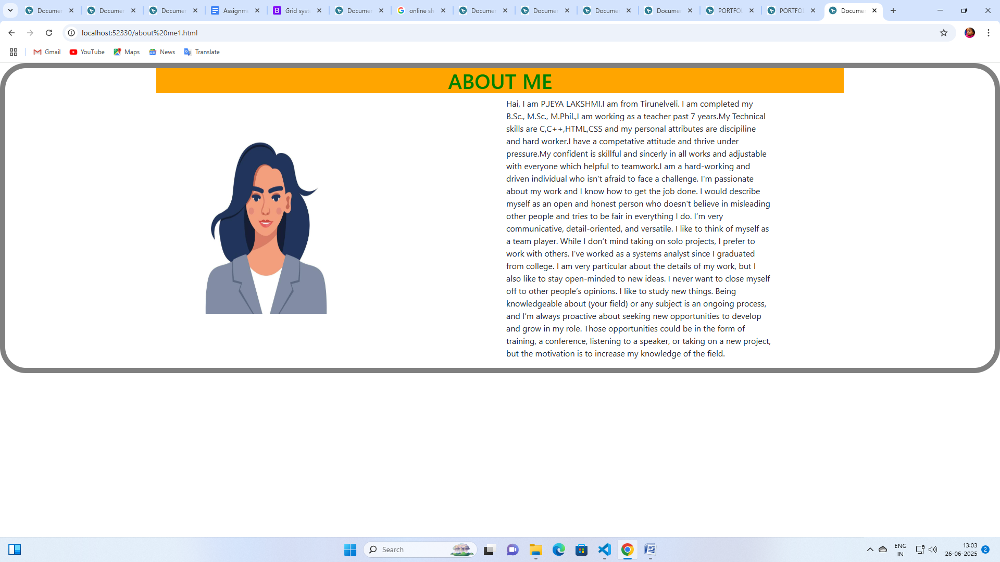 Documen
Documen
Documen
Assignme
Grid syst
Documen
online sh
Documen
Documen
Documen
Documen
PORTFOL
PORTFOL
Documen
localhost:52330/about%20me1.html
Gmail
YouTube
Maps
News
Translate
ABOUT ME
Hai, I am P.JEYA LAKSHMI.I am from Tirunelveli. I am completed my
B.Sc., M.Sc., M.Phil.,I am working as a teacher past 7 years.My Technical
skills are C,C++,HTML,CSS and my personal attributes are discipiline
and hard worker.I have a competative attitude and thrive under
pressure.My confident is skillful and sincerly in all works and adjustable
with everyone which helpful to teamwork.I am a hard-working and
driven individual who isn't afraid to face a challenge. I'm passionate
about my work and I know how to get the job done. I would describe
myself as an open and honest person who doesn't believe in misleading
other people and tries to be fair in everything I do. I’m very
communicative, detail-oriented, and versatile. I like to think of myself as
a team player. While I don’t mind taking on solo projects, I prefer to
work with others. I’ve worked as a systems analyst since I graduated
from college. I am very particular about the details of my work, but I
also like to stay open-minded to new ideas. I never want to close myself
off to other people’s opinions. I like to study new things. Being
knowledgeable about (your field) or any subject is an ongoing process,
and I’m always proactive about seeking new opportunities to develop
and grow in my role. Those opportunities could be in the form of
training, a conference, listening to a speaker, or taking on a new project,
but the motivation is to increase my knowledge of the field.
Search
ENG
IN
13:03
26-06-2025
2